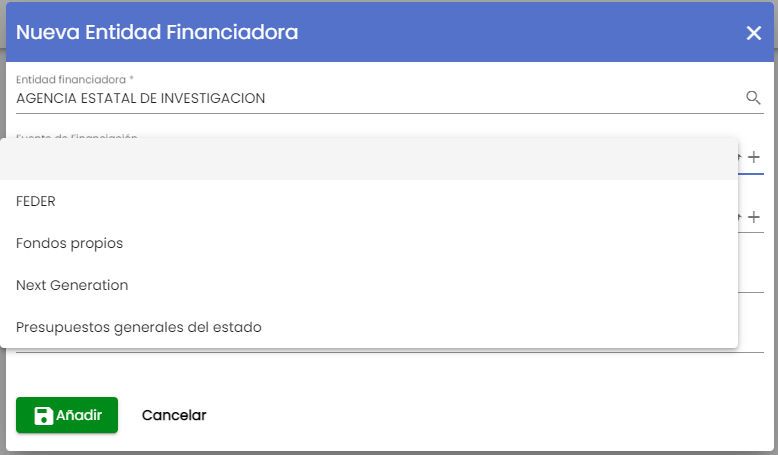 Nueva Entidad Financiadora
Entidad financiadora *
AGENCIA ESTATAL DE INVESTIGACION
Fuente de Financiación
FEDER
Fondos propios
Next Generation
Presupuestos generales del estado
Añadir
Cancelar